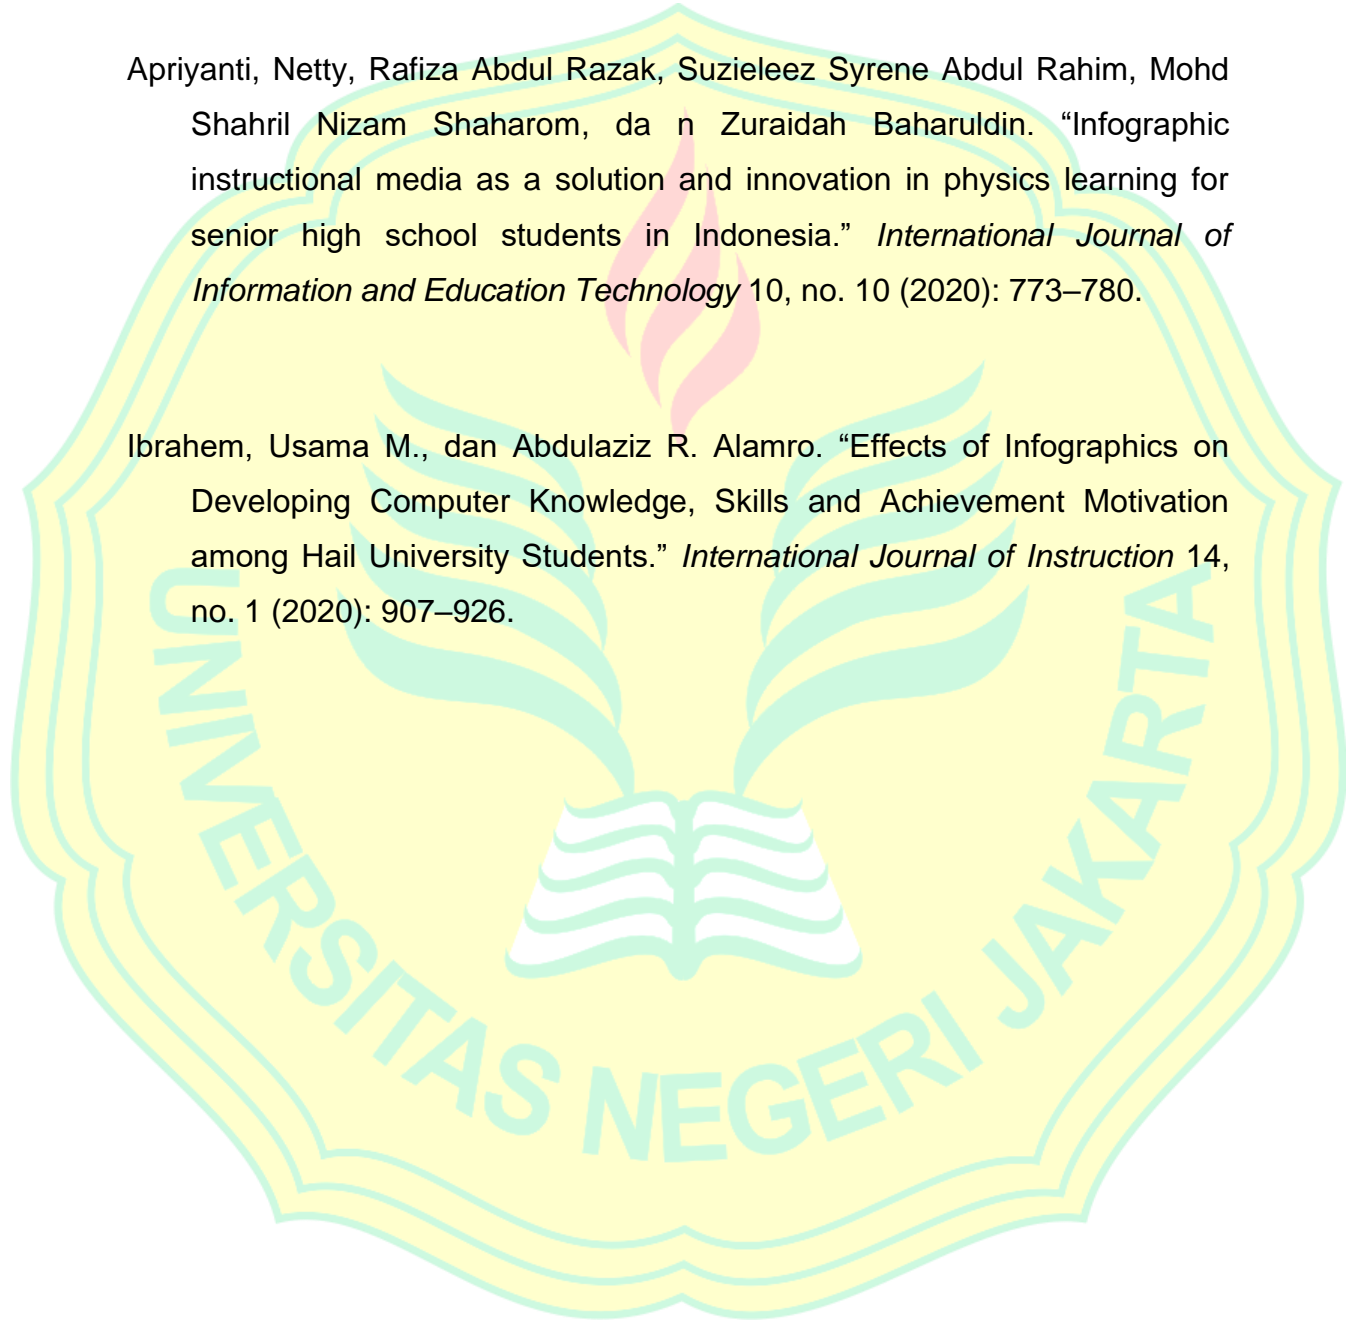 Apriyanti, Netty, Rafiza Abdul Razak, Suzieleez Syrene Abdul Rahim, Mohd
Shahril Nizam Shaharom, da n Zuraidah Baharuldin. “Infographic
instructional media as a solution and innovation in physics learning for
senior high school students in Indonesia.” International Journal of
Information and Education Technology 10, no. 10 (2020): 773–780.
Ibrahem, Usama M., dan Abdulaziz R. Alamro. “Effects of Infographics on
Developing Computer Knowledge, Skills and Achievement Motivation
among Hail University Students.” International Journal of Instruction 14,
no. 1 (2020): 907–926.
UNIVERSITAS NEGERI JAKARTA